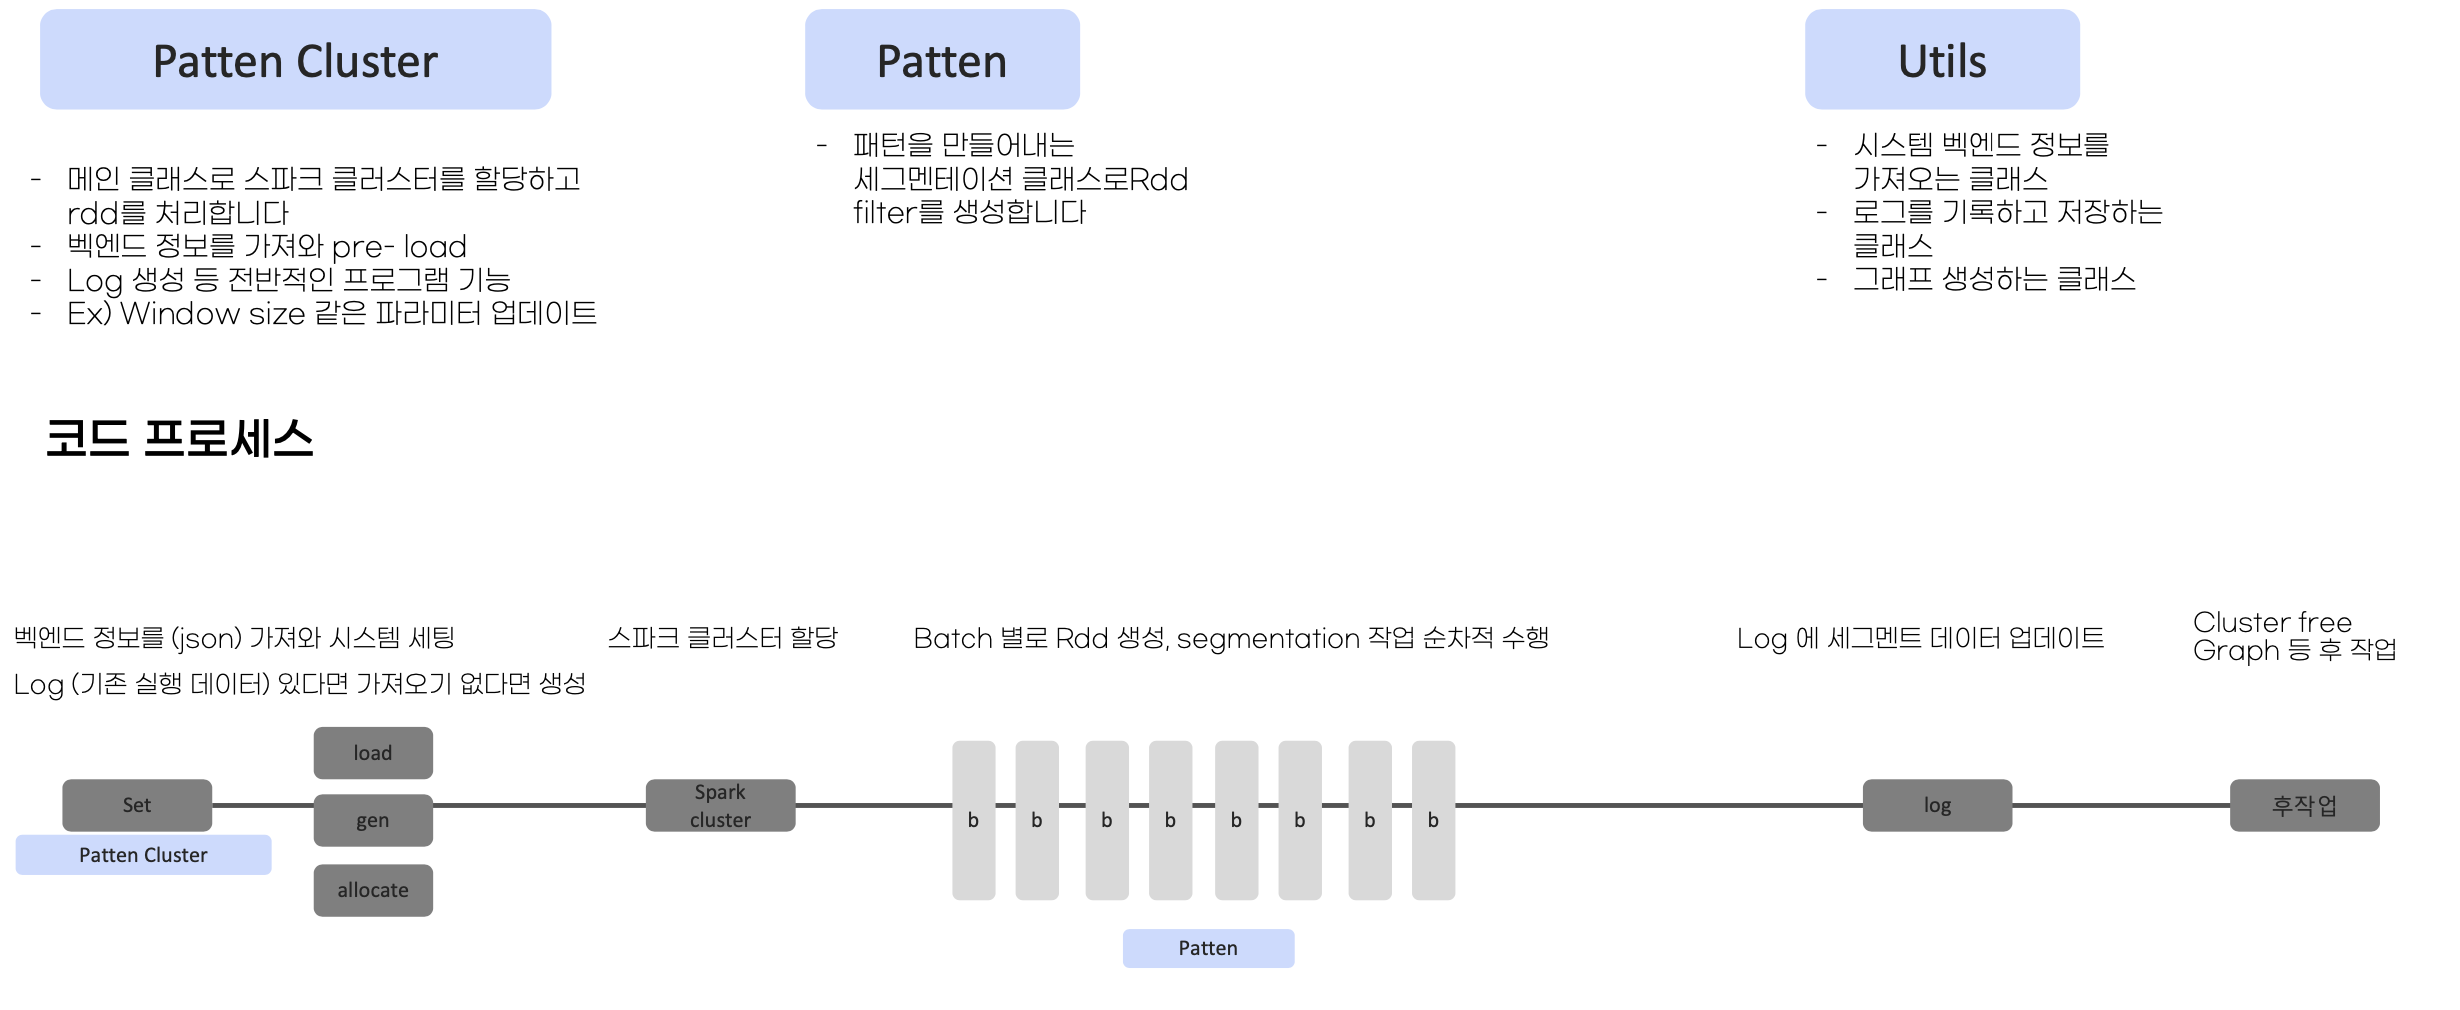 Patten Cluster
- 메인 클래스로 스파크 클러스터를 할당하고
rdd를 처리합니다
- 벡엔드 정보를 가져와 pre- load
- Log 생성 등 전반적인 프로그램 기능
- Ex) Window size 같은 파라미터 업데이트
Patten
- 패턴을 만들어내는
세그멘테이션 클래스로Rdd
filter를 생성합니다
Utils
- 시스템 벡엔드 정보를
가져오는 클래스
- 로그를 기록하고 저장하는
클래스
- 그래프 생성하는 클래스
코드 프로세스
벡엔드 정보를 (json) 가져와 시스템 세팅
Log (기존 실행 데이터) 있다면 가져오기 없다면 생성
스파크 클러스터 할당
Batch 별로 Rdd 생성, segmentation 작업 순차적 수행
Log 에 세그멘트 데이터 업데이트
Cluster free
Graph 등 후 작업
Set
Patten Cluster
load
gen
allocate
Spark
cluster
b
b
b
b
b
b
b
b
Patten
log
후작업